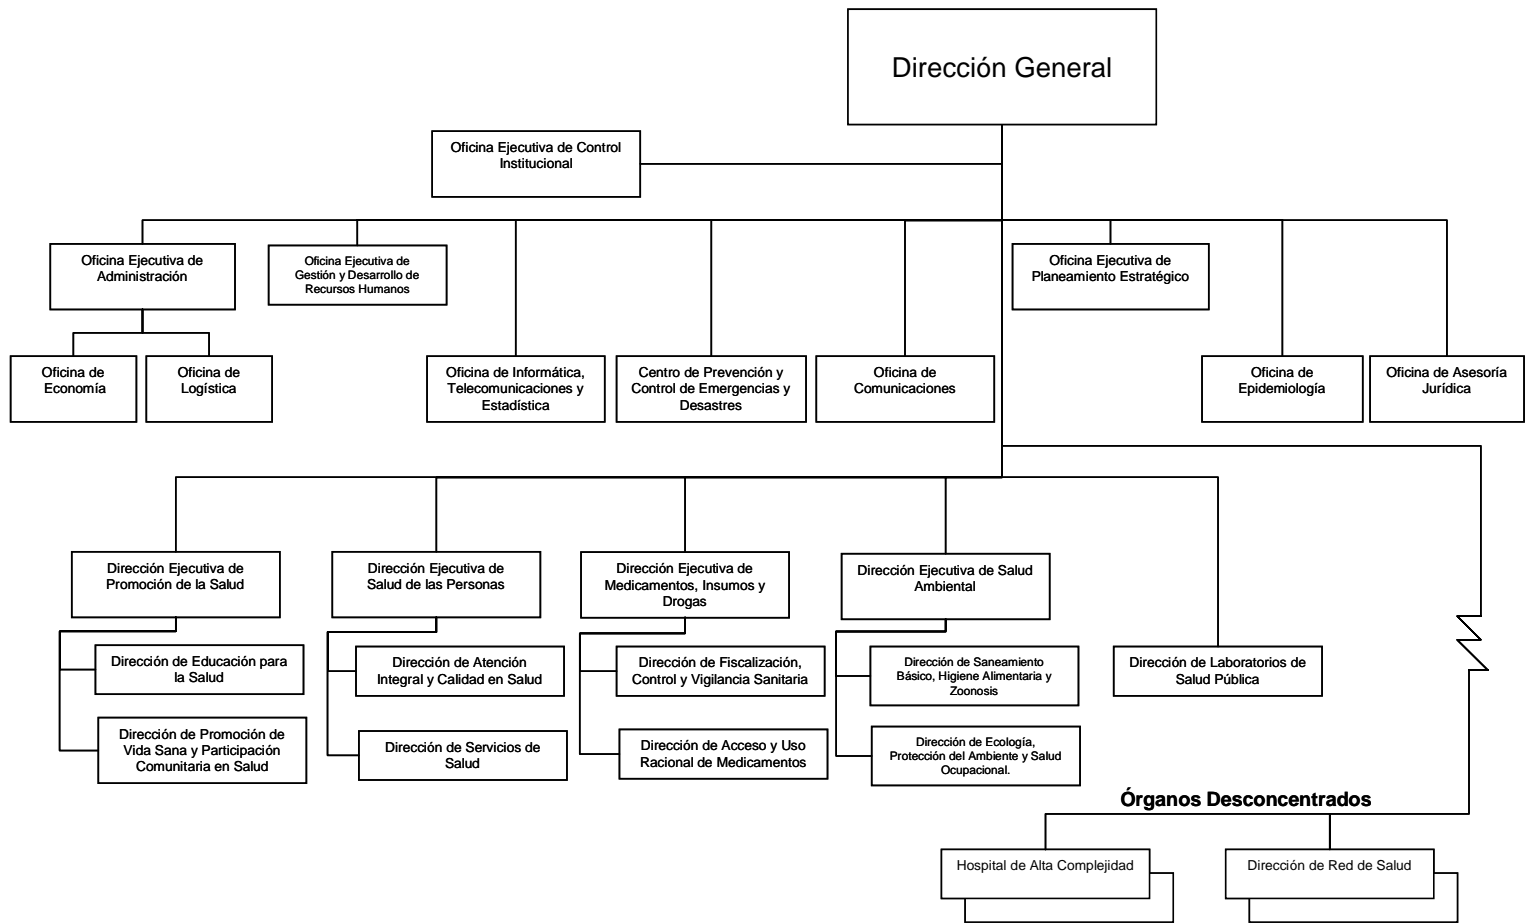 Dirección General
Oficina Ejecutiva de Control
Institucional
Oficina Ejecutiva de
Administración
Oficina Ejecutiva de
Gestión y Desarrollo de
Recursos Humanos
Oficina Ejecutiva de
Planeamiento Estratégico
Oficina de
Economía
Oficina de
Logística
Oficina de Informática,
Telecomunicaciones y
Estadística
Centro de Prevención y
Control de Emergencias y
Desastres
Oficina de
Comunicaciones
Oficina de
Epidemiología
Oficina de Asesoría
Jurídica
Dirección Ejecutiva de
Promoción de la Salud
Dirección Ejecutiva de
Salud de las Personas
Dirección Ejecutiva de
Medicamentos, Insumos y
Drogas
Dirección Ejecutiva de Salud
Ambiental
Dirección de Educación para
la Salud
Dirección de Atención
Integral y Calidad en Salud
Dirección de Fiscalización,
Control y Vigilancia Sanitaria
Dirección de Saneamiento
Básico, Higiene Alimentaria y
Zoonosis
Dirección de Laboratorios de
Salud Pública
Dirección de Promoción de
Vida Sana y Participación
Comunitaria en Salud
Dirección de Servicios de
Salud
Dirección de Acceso y Uso
Racional de Medicamentos
Dirección de Ecología,
Protección del Ambiente y Salud
Ocupacional.
Órganos Desconcentrados
Hospital de Alta Complejidad
Dirección de Red de Salud